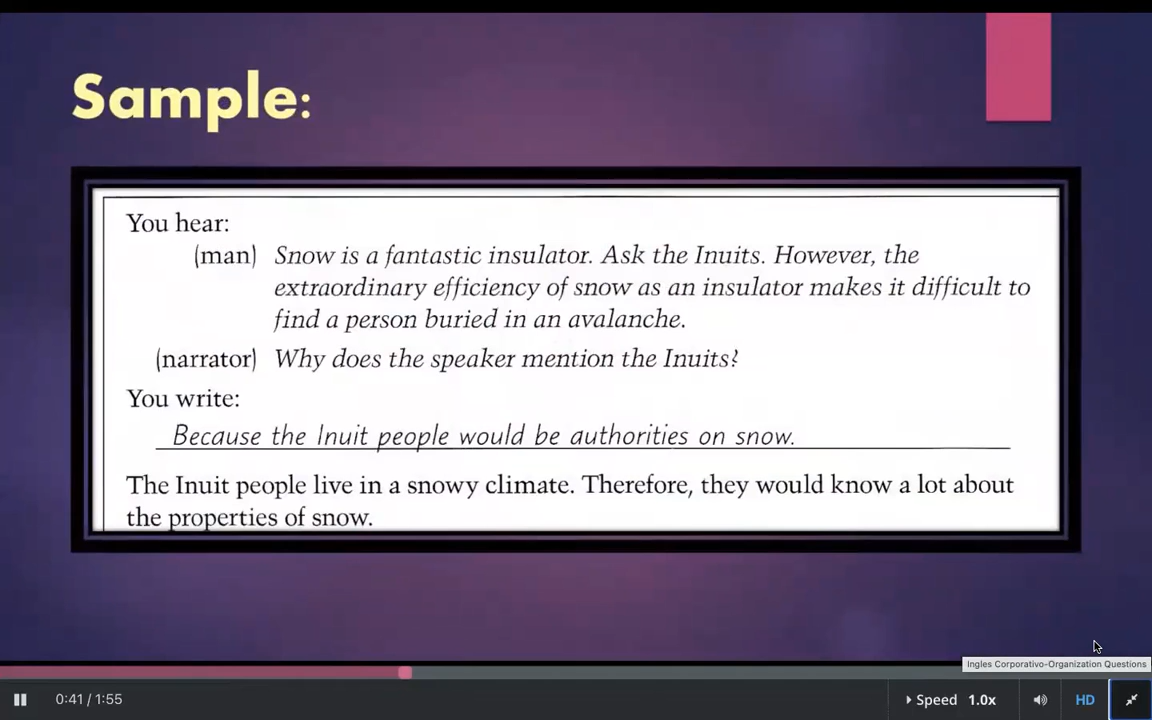 Sample:
You hear:
(man) Snow is a fantastic insulator. Ask the Inuits. However, the
extraordinary efficiency of snow as an insulator makes it difficult to
find a person buried in an avalanche.
(narrator) Why does the speaker mention the Inuits?
You write:
Because the Inuit people would be authorities on snow.
The Inuit people live in a snowy climate. Therefore, they would know a lot about
the properties of snow.
Ingles Corporativo-Organization Questions
0:41 / 1:55 Speed 1.0x HD